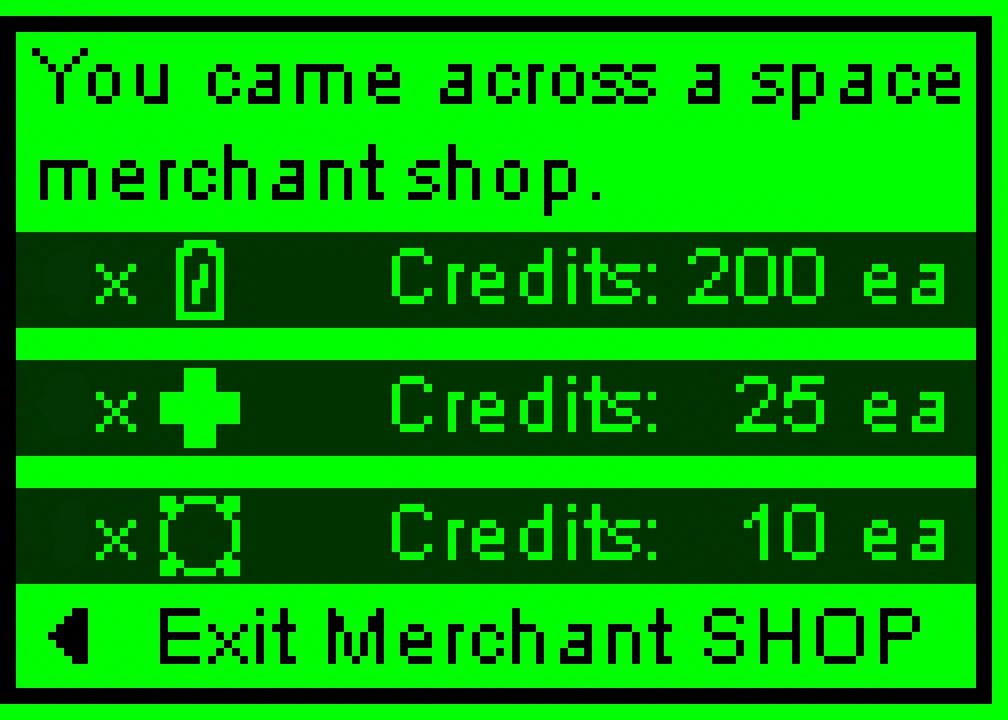 You came across a space
merchant shop.
x Credits: 200 ea
x Credits: 25 ea
x Credits: 10 ea
Exit Merchant SHOP